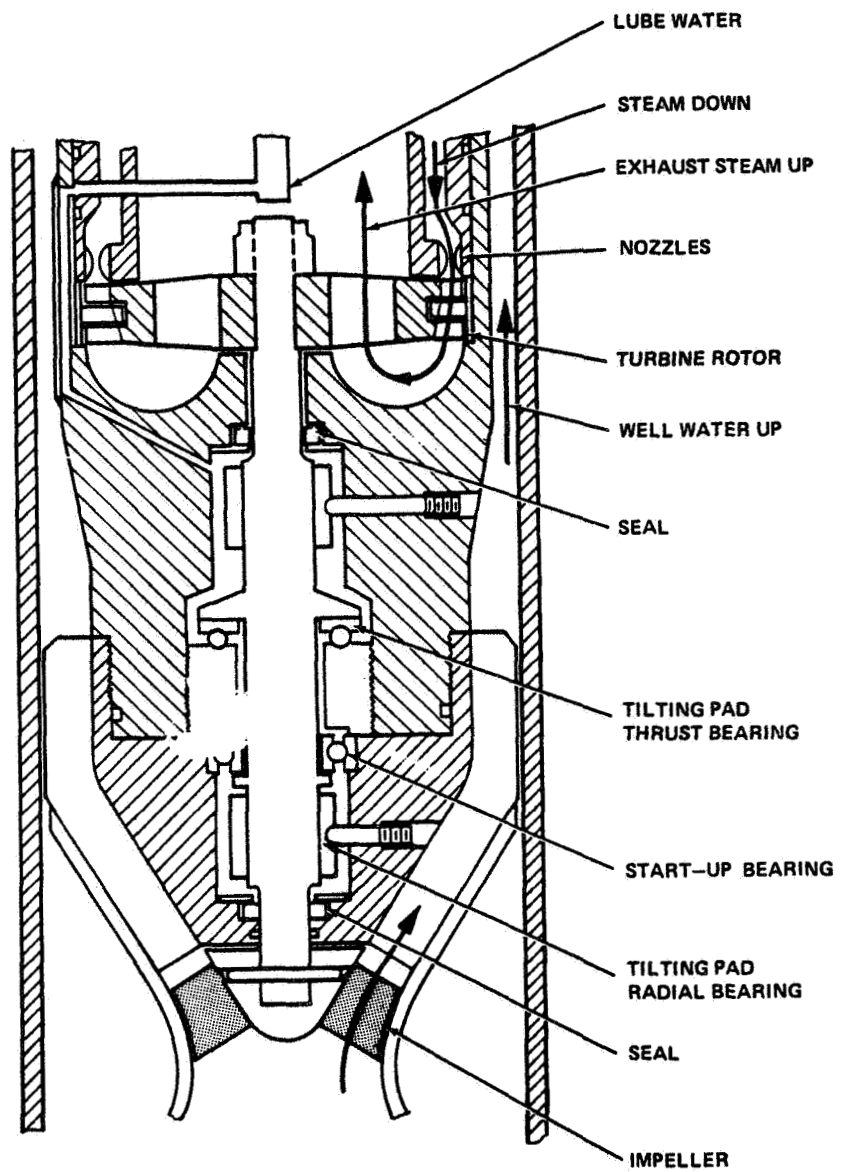 LUBE WATER
STEAM DOWN
EXHAUST STEAM UP
NOZZLES
TURBINE ROTOR
WELL WATER UP
SEAL
TILTING PAD
THRUST BEARING
START–UP BEARING
TILTING PAD
RADIAL BEARING
SEAL
IMPELLER